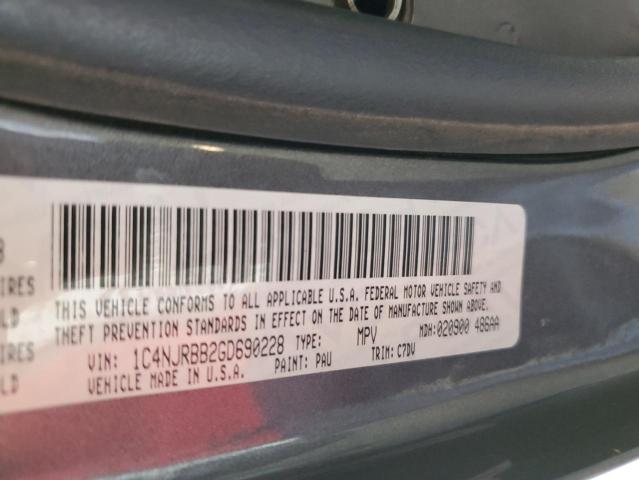 THIS VEHICLE CONFORMS TO ALL APPLICABLE U.S.A. FEDERAL MOTOR VEHICLE SAFETY AND
THEFT PREVENTION STANDARDS IN EFFECT ON THE DATE OF MANUFACTURE SHOWN ABOVE.
MDH:020900 486AA
VIN: 1C4NJRBB2GD690228 TYPE: MPV
VEHICLE MADE IN U.S.A. PAINT: PAU TRIM: C7DV